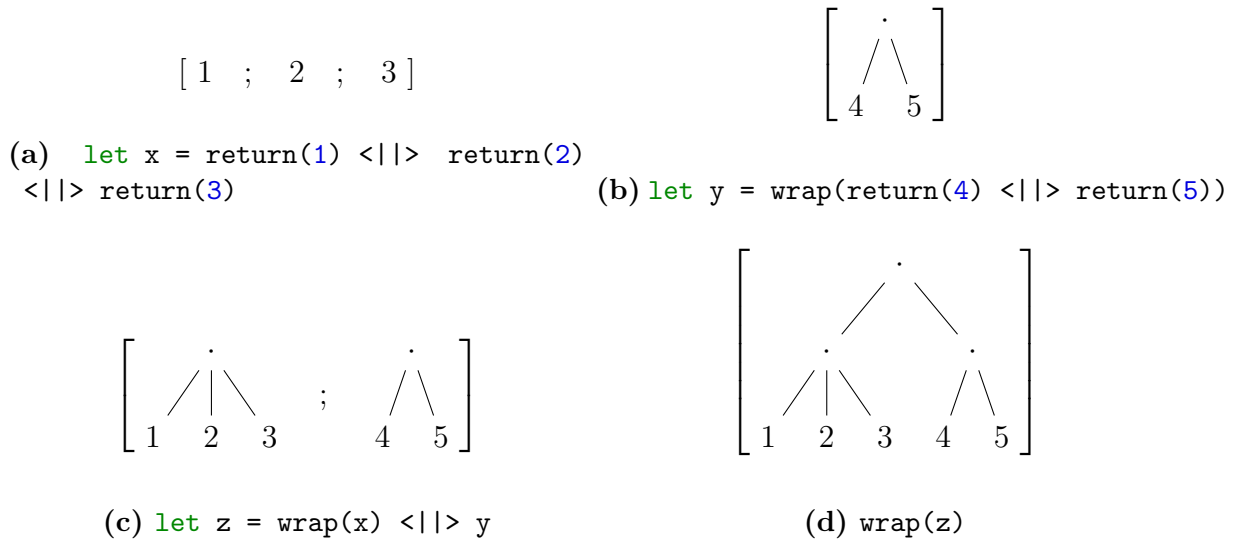 [ 1 ; 2 ; 3 ]
(a) let x = return(1) <||> return(2)
<||> return(3)
.
4 5
(b) let y = wrap(return(4) <||> return(5))
. ; .
1 2 3 4 5
(c) let z = wrap(x) <||> y
.
. .
1 2 3 4 5
(d) wrap(z)